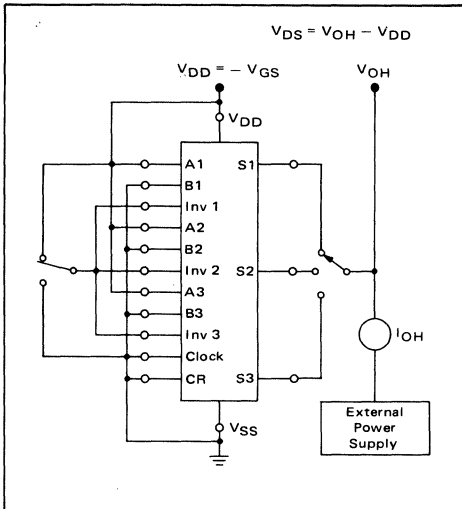 VDS = VOH – VDD
VDD = – VGS
VOH
VDD
A1
B1
Inv 1
A2
B2
Inv 2
A3
B3
Inv 3
Clock
CR
S1
S2
S3
IOH
External
Power
Supply
VSS